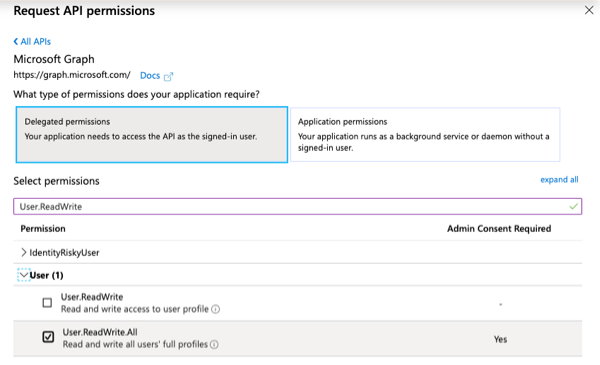 Request API permissions
All APIs
Microsoft Graph
https://graph.microsoft.com/ Docs
What type of permissions does your application require?
Delegated permissions
Your application needs to access the API as the signed-in user.
Application permissions
Your application runs as a background service or daemon without a
signed-in user.
Select permissions
expand all
User.ReadWrite
Permission Admin Consent Required
IdentityRiskyUser
User (1)
User.ReadWrite
Read and write access to user profile
-
User.ReadWrite.All
Read and write all users' full profiles
Yes